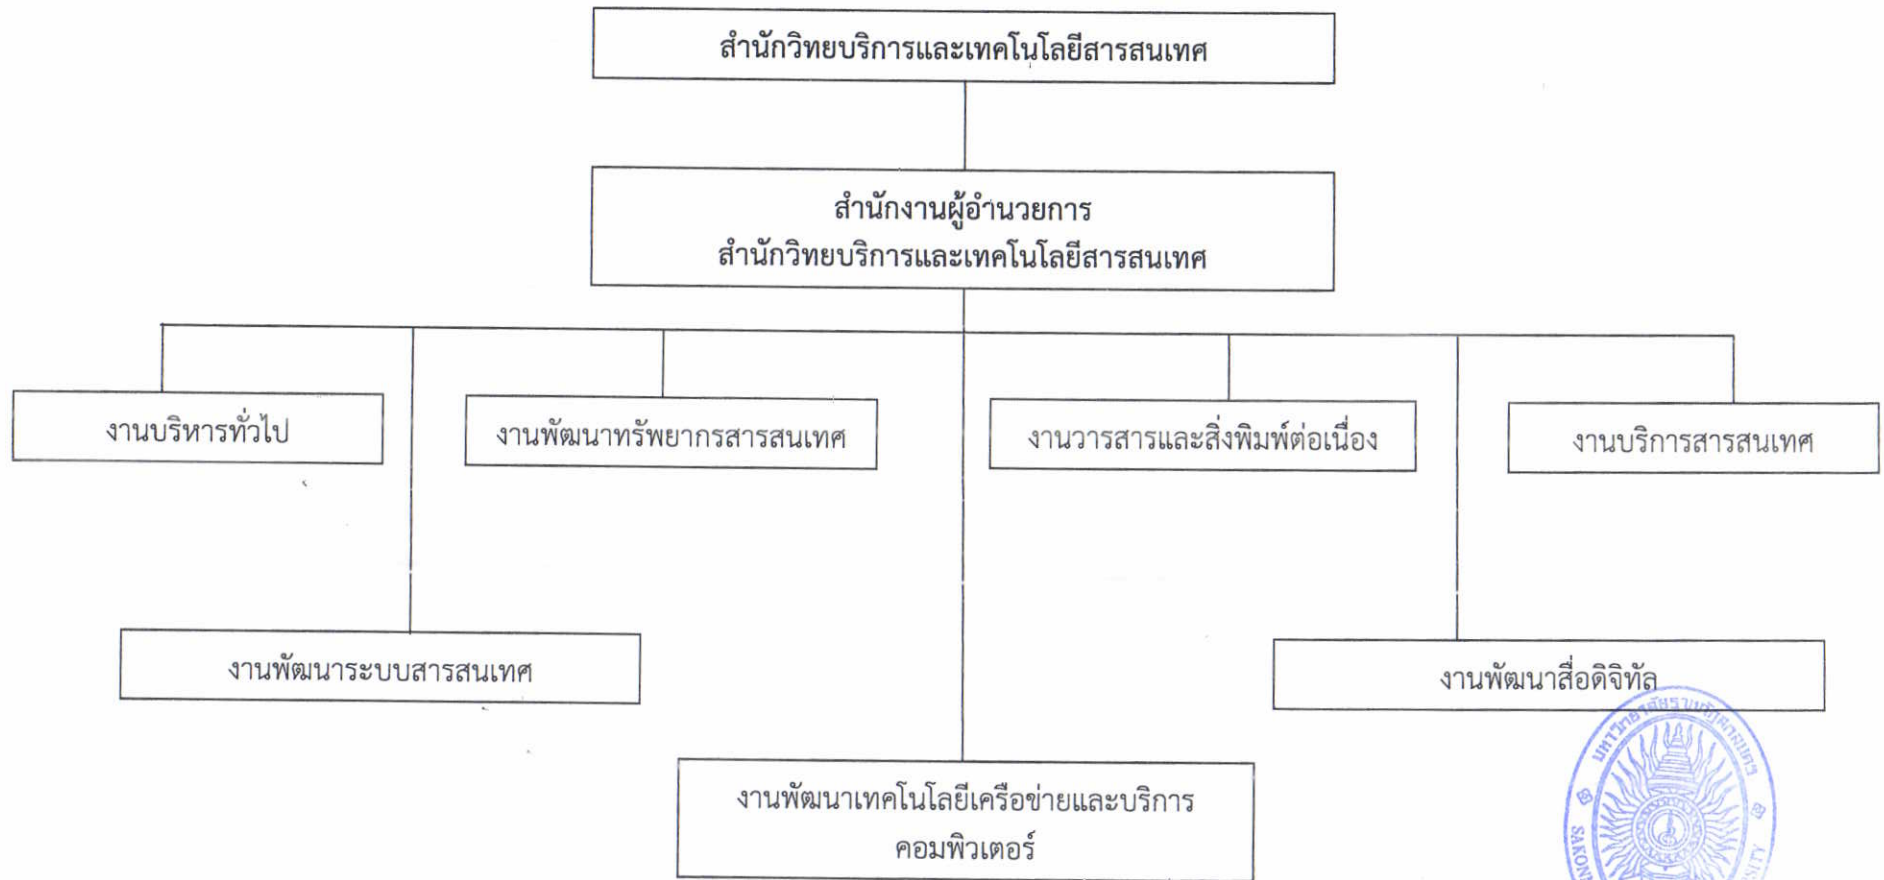 สำนักวิทยบริการและเทคโนโลยีสารสนเทศ
สำนักงานผู้อำนวยการ
สำนักวิทยบริการและเทคโนโลยีสารสนเทศ
งานบริหารทั่วไป
งานพัฒนาทรัพยากรสารสนเทศ
งานวารสารและสิ่งพิมพ์ต่อเนื่อง
งานบริการสารสนเทศ
งานพัฒนาระบบสารสนเทศ
งานพัฒนาสื่อดิจิทัล
งานพัฒนาเทคโนโลยีเครือข่ายและบริการ
คอมพิวเตอร์